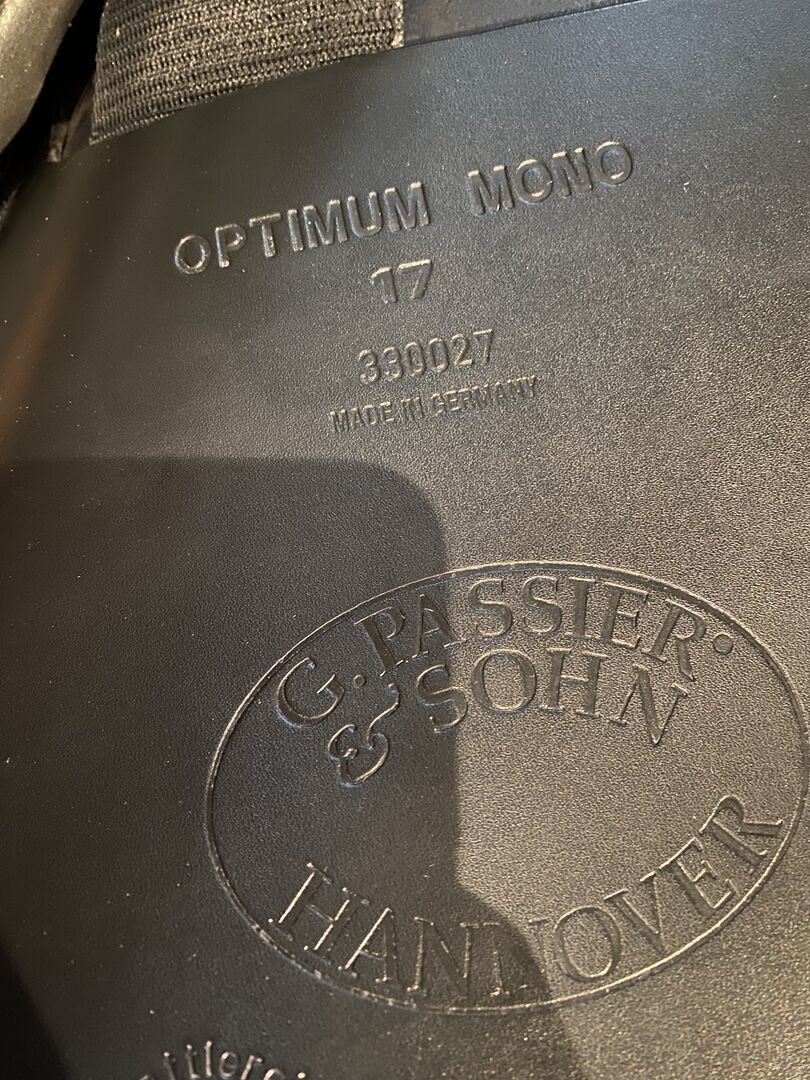 OPTIMUM MONO
17
330027
MADE IN GERMANY
G. PASSIER
& SOHN
HANNOVER